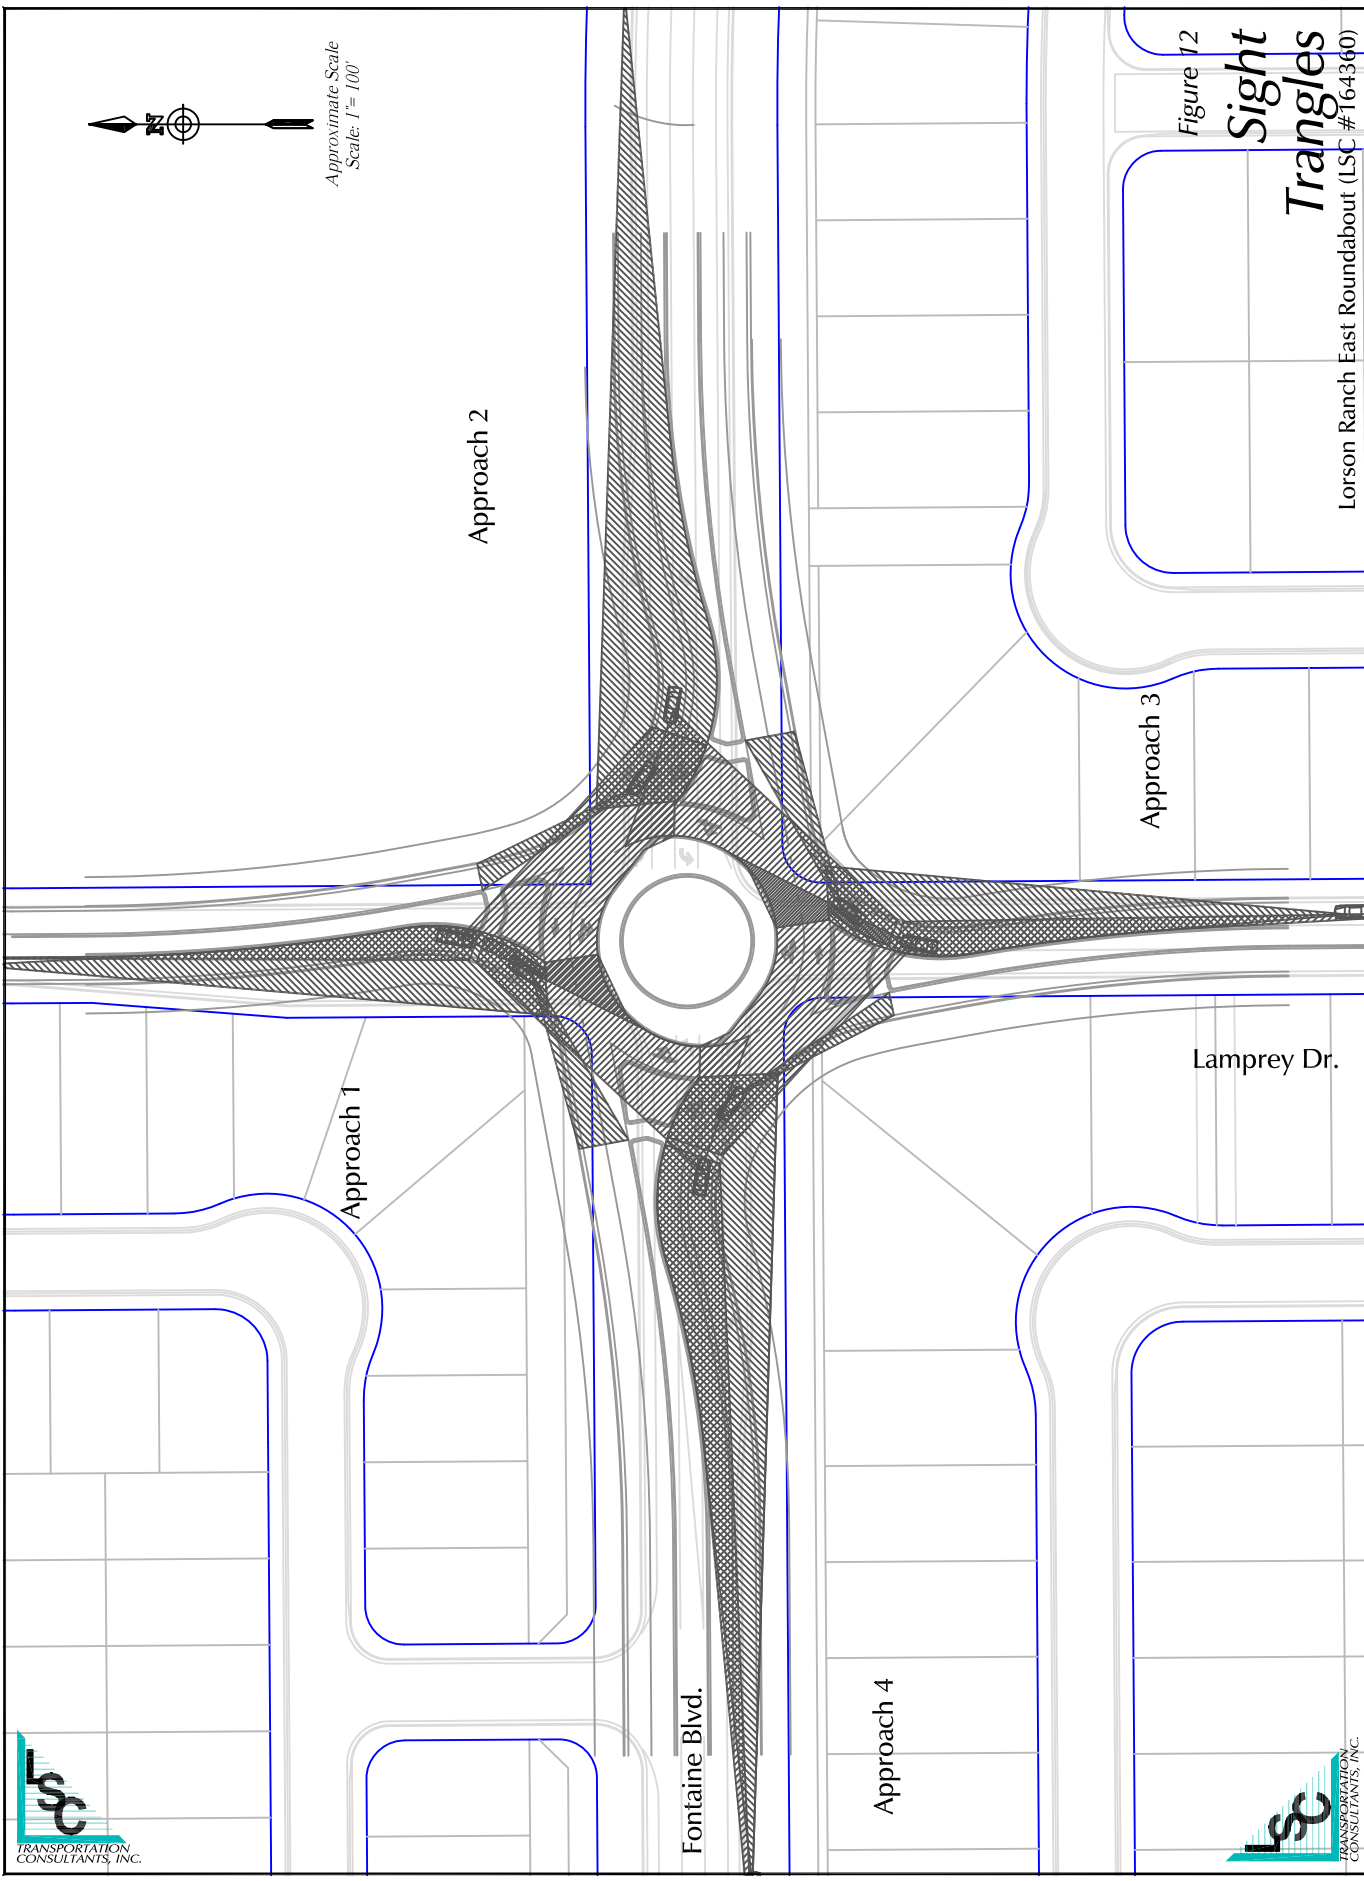 Approximate Scale
Scale: 1"= 100'
N
Figure 12
Sight
Trangles
Lorson Ranch East Roundabout (LSC #164360)
Approach 2
Approach 3
Approach 1
Lamprey Dr.
Fontaine Blvd.
Approach 4
LSC
TRANSPORTATION
CONSULTANTS, INC.
LSC
TRANSPORTATION
CONSULTANTS, INC.